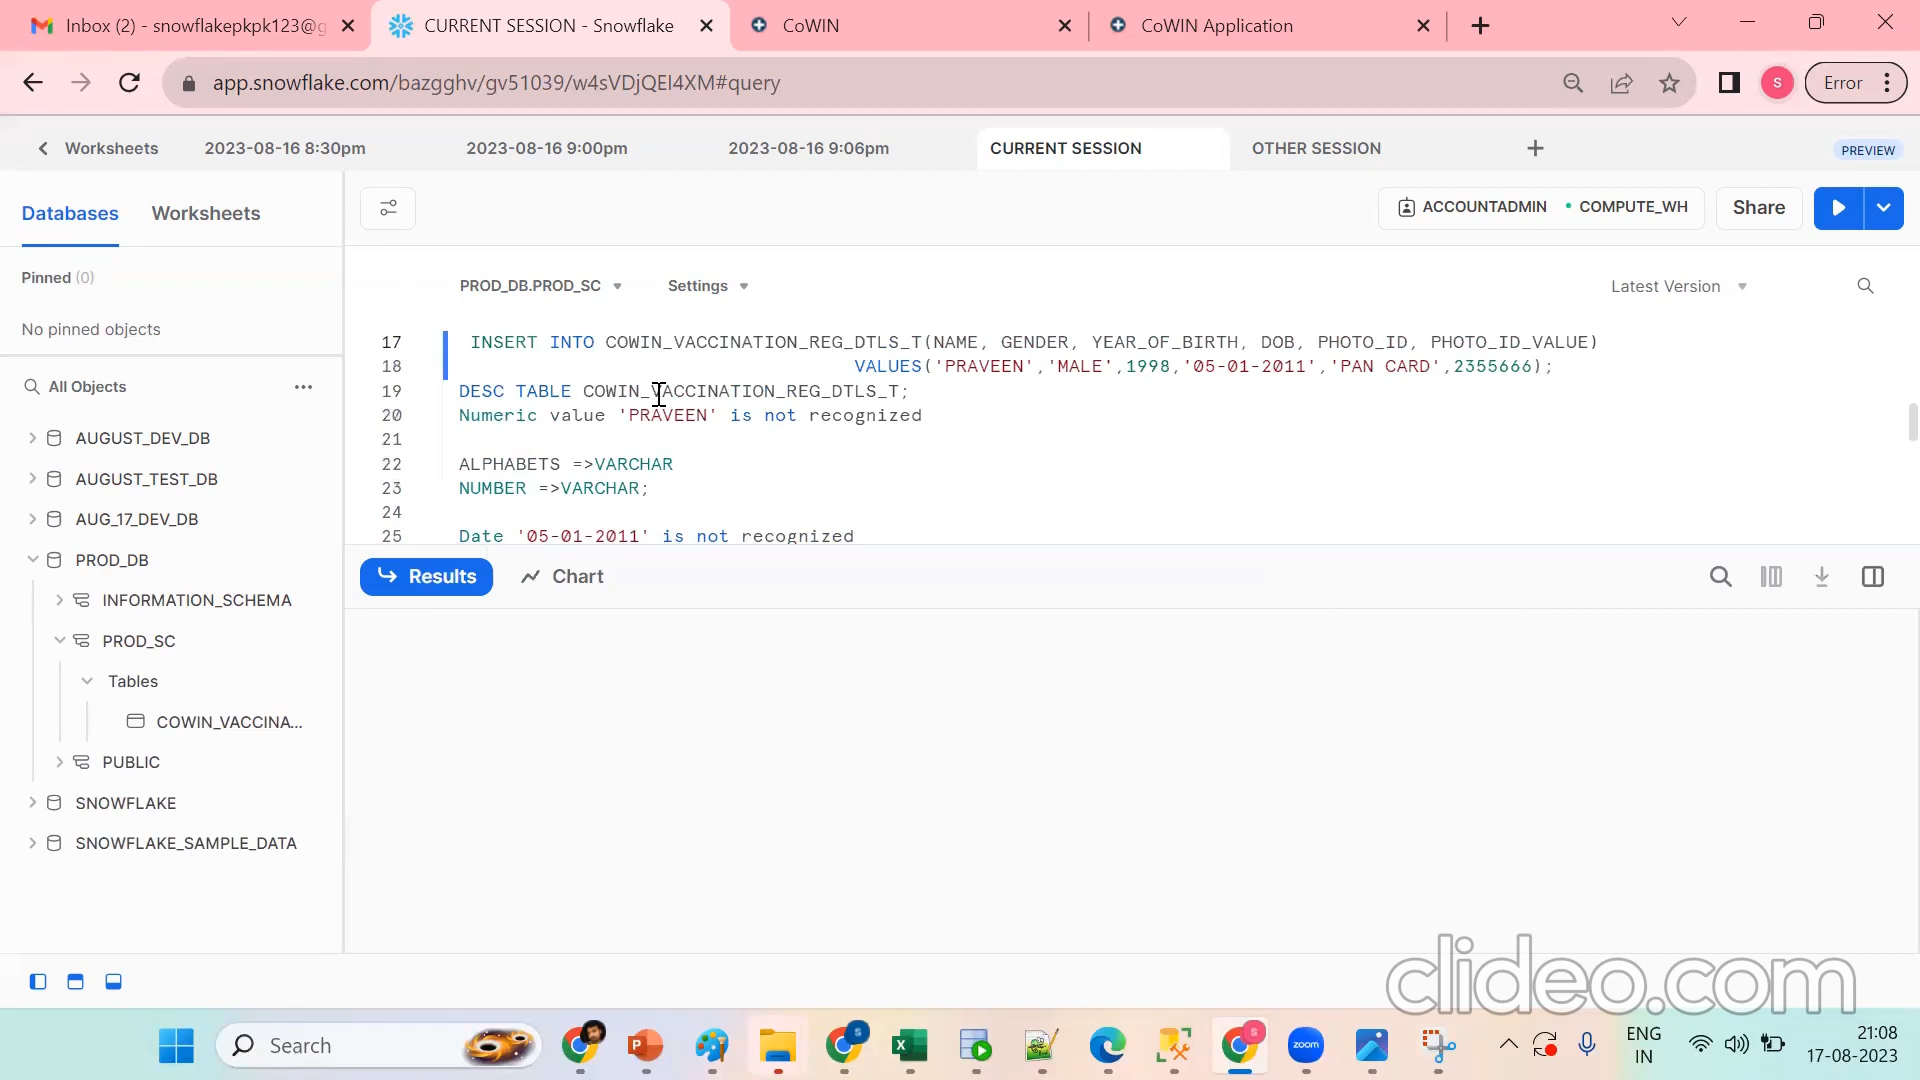 Inbox (2) - snowflakepkpk123@g
CURRENT SESSION - Snowflake
CoWIN
CoWIN Application
app.snowflake.com/bazgghv/gv51039/w4sVDjQEI4XM#query
S
Error
Worksheets
2023-08-16 8:30pm
2023-08-16 9:00pm
2023-08-16 9:06pm
CURRENT SESSION
OTHER SESSION
PREVIEW
Databases
Worksheets
ACCOUNTADMIN
COMPUTE_WH
Share
Pinned (0)
No pinned objects
PROD_DB.PROD_SC
Settings
Latest Version
All Objects
AUGUST_DEV_DB
AUGUST_TEST_DB
AUG_17_DEV_DB
PROD_DB
INFORMATION_SCHEMA
PROD_SC
Tables
COWIN_VACCINA...
PUBLIC
SNOWFLAKE
SNOWFLAKE_SAMPLE_DATA
17 INSERT INTO COWIN_VACCINATION_REG_DTLS_T(NAME, GENDER, YEAR_OF_BIRTH, DOB, PHOTO_ID, PHOTO_ID_VALUE)
18 VALUES('PRAVEEN','MALE',1998,'05-01-2011','PAN CARD',2355666);
19 DESC TABLE COWIN_VACCINATION_REG_DTLS_T;
20 Numeric value 'PRAVEEN' is not recognized
21
22 ALPHABETS =>VARCHAR
23 NUMBER =>VARCHAR;
24
25 Date '05-01-2011' is not recognized
Results
Chart
clideo.com
Search
P
S
X
zoom
ENG
IN
21:08
17-08-2023